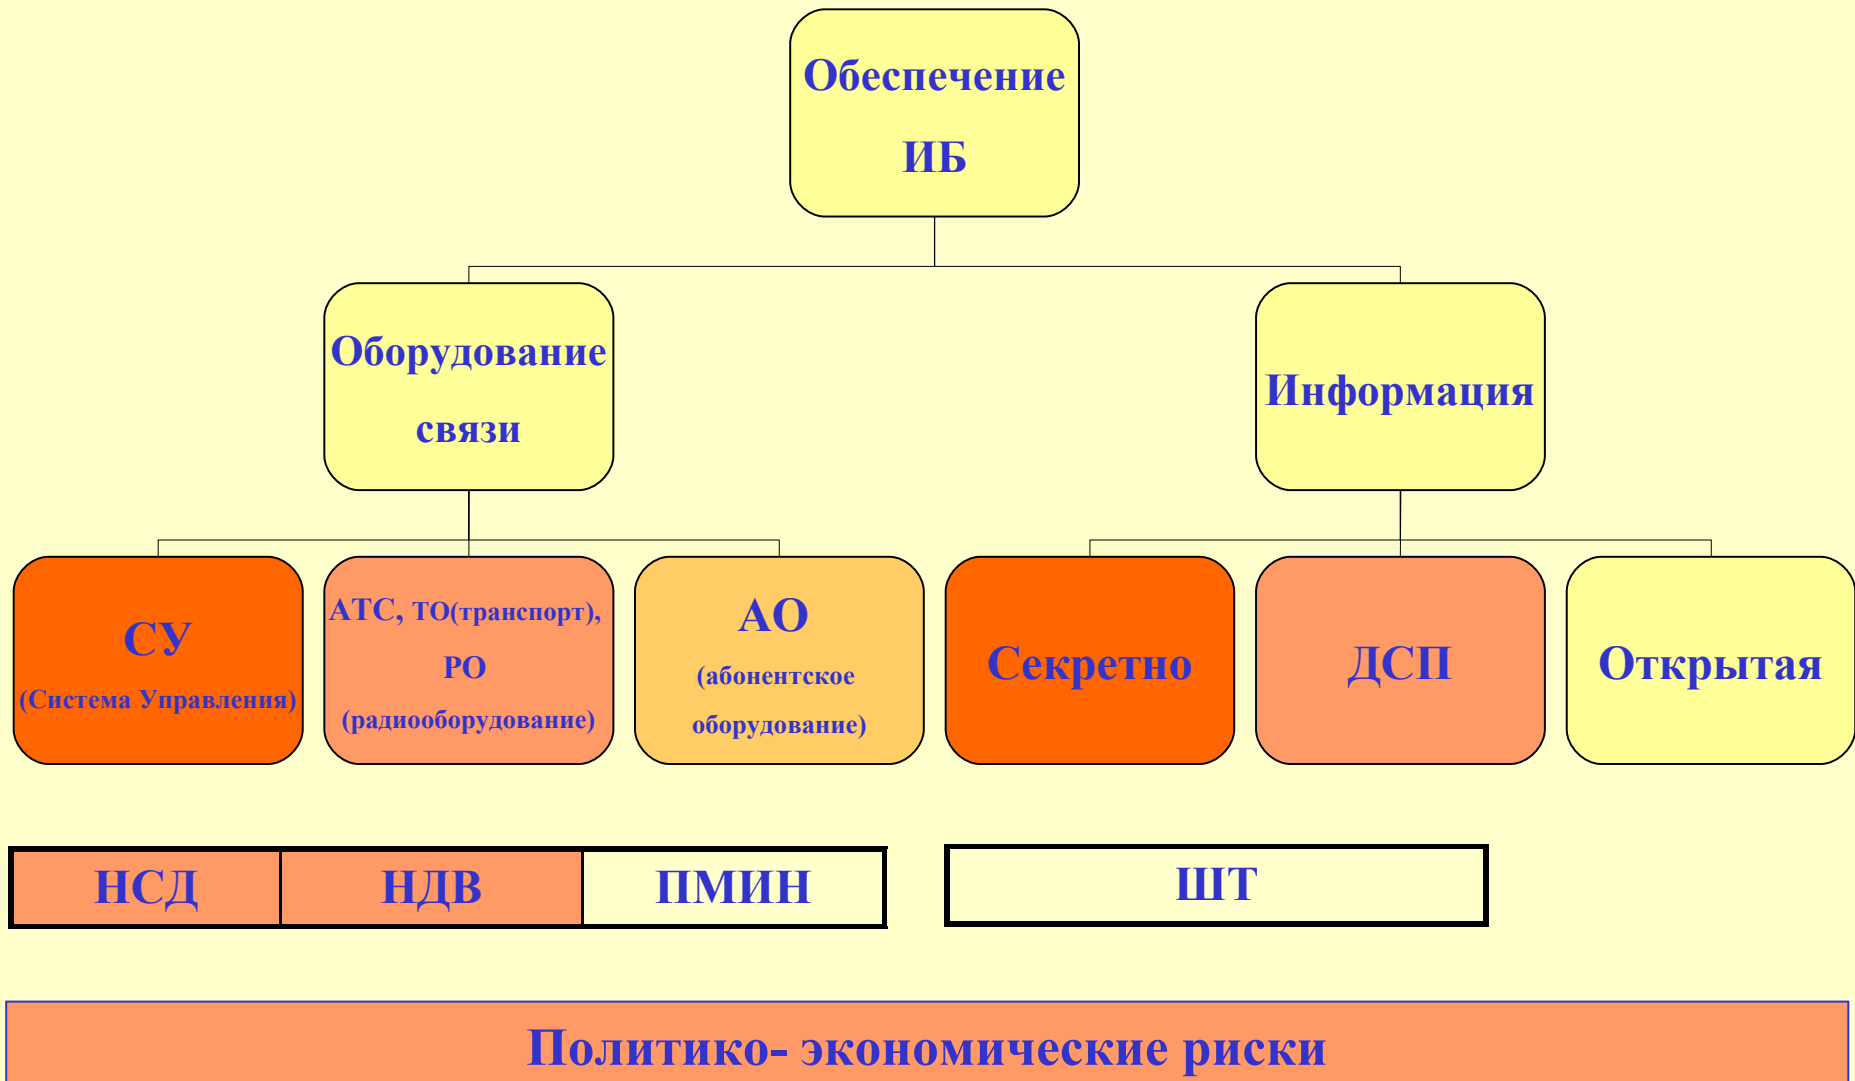 Обеспечение
ИБ
Оборудование
связи
Информация
СУ
(Система Управления)
АТС, ТО(транспорт),
РО
(радиооборудование)
АО
(абонентское
оборудование)
Секретно
ДСП
Открытая
НСД
НДВ
ПМИН
ШТ
Политико- экономические риски